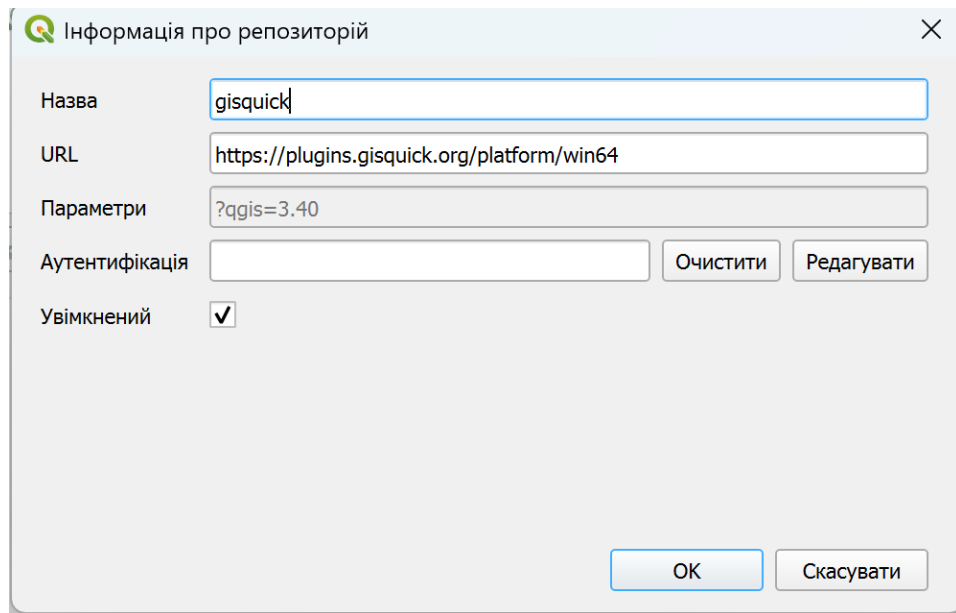 Інформація про репозиторій
Назва gisquick
URL https://plugins.gisquick.org/platform/win64
Параметри ?qgis=3.40
Аутентифікація Очистити Редагувати
Увімкнений
OK Скасувати